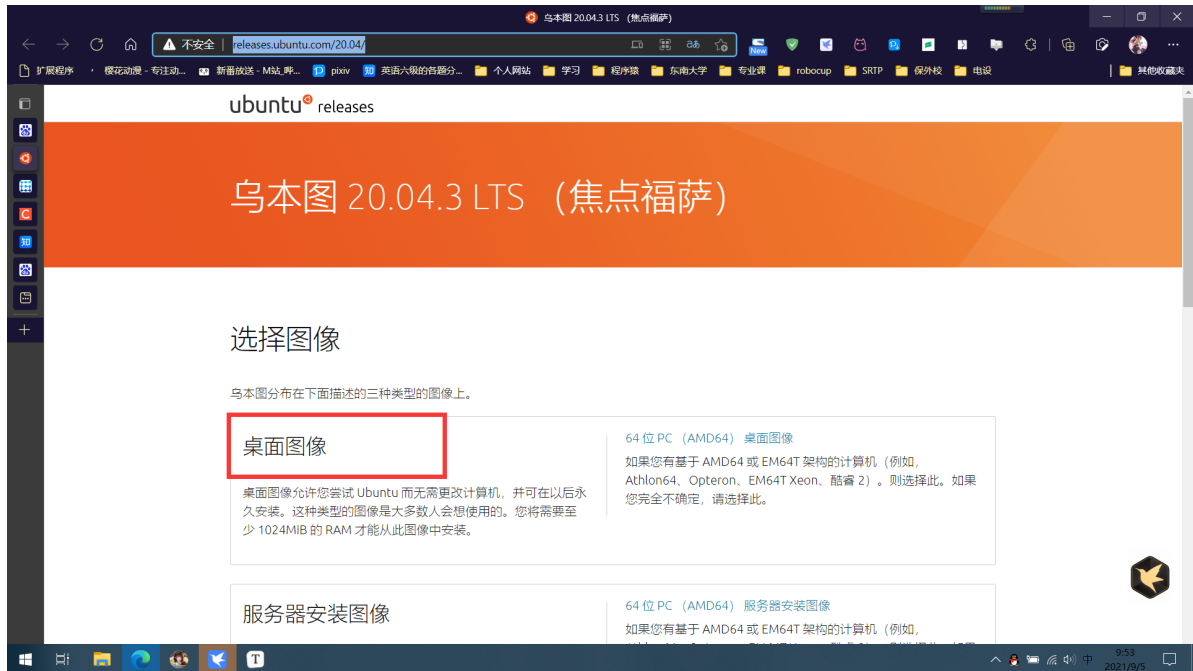 乌本图 20.04.3 LTS （焦点福萨）
不安全
releases.ubuntu.com/20.04/
New
扩展程序
樱花动漫 - 专注动...
新番放送 - M站_哔...
pixiv
知
英语六级的各题分...
个人网站
学习
程序猿
东南大学
专业课
robocup
SRTP
保外校
电设
其他收藏夹
ubuntu releases
乌本图 20.04.3 LTS （焦点福萨）
C
知
选择图像
乌本图分布在下面描述的三种类型的图像上。
桌面图像
桌面图像允许您尝试 Ubuntu 而无需更改计算机，并可在以后永
久安装。这种类型的图像是大多数人会想使用的。您将需要至
少 1024MiB 的 RAM 才能从此图像中安装。
64 位 PC （AMD64） 桌面图像
如果您有基于 AMD64 或 EM64T 架构的计算机（例如,
Athlon64、Opteron、EM64T Xeon、酷睿 2）。则选择此。如果
您完全不确定，请选择此。
服务器安装图像
64 位 PC （AMD64） 服务器安装图像
如果您有基于 AMD64 或 EM64T 架构的计算机（例如,
T
中
9:53
2021/9/5